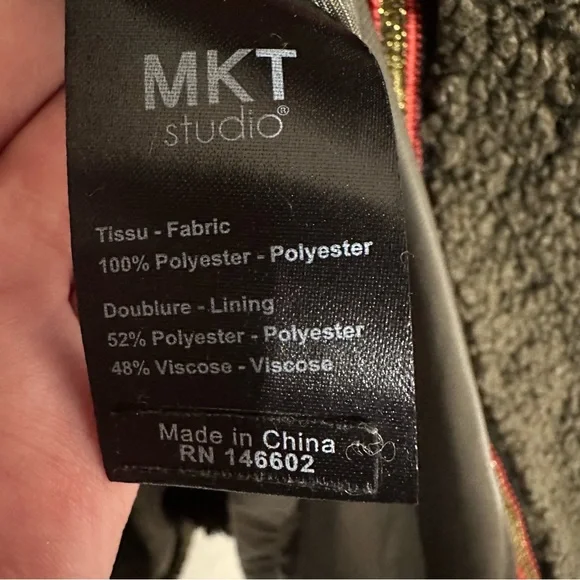 MKT
studio®
Tissu - Fabric
100% Polyester - Polyester
Doublure - Lining
52% Polyester - Polyester
48% Viscose - Viscose
Made in China
RN 146602